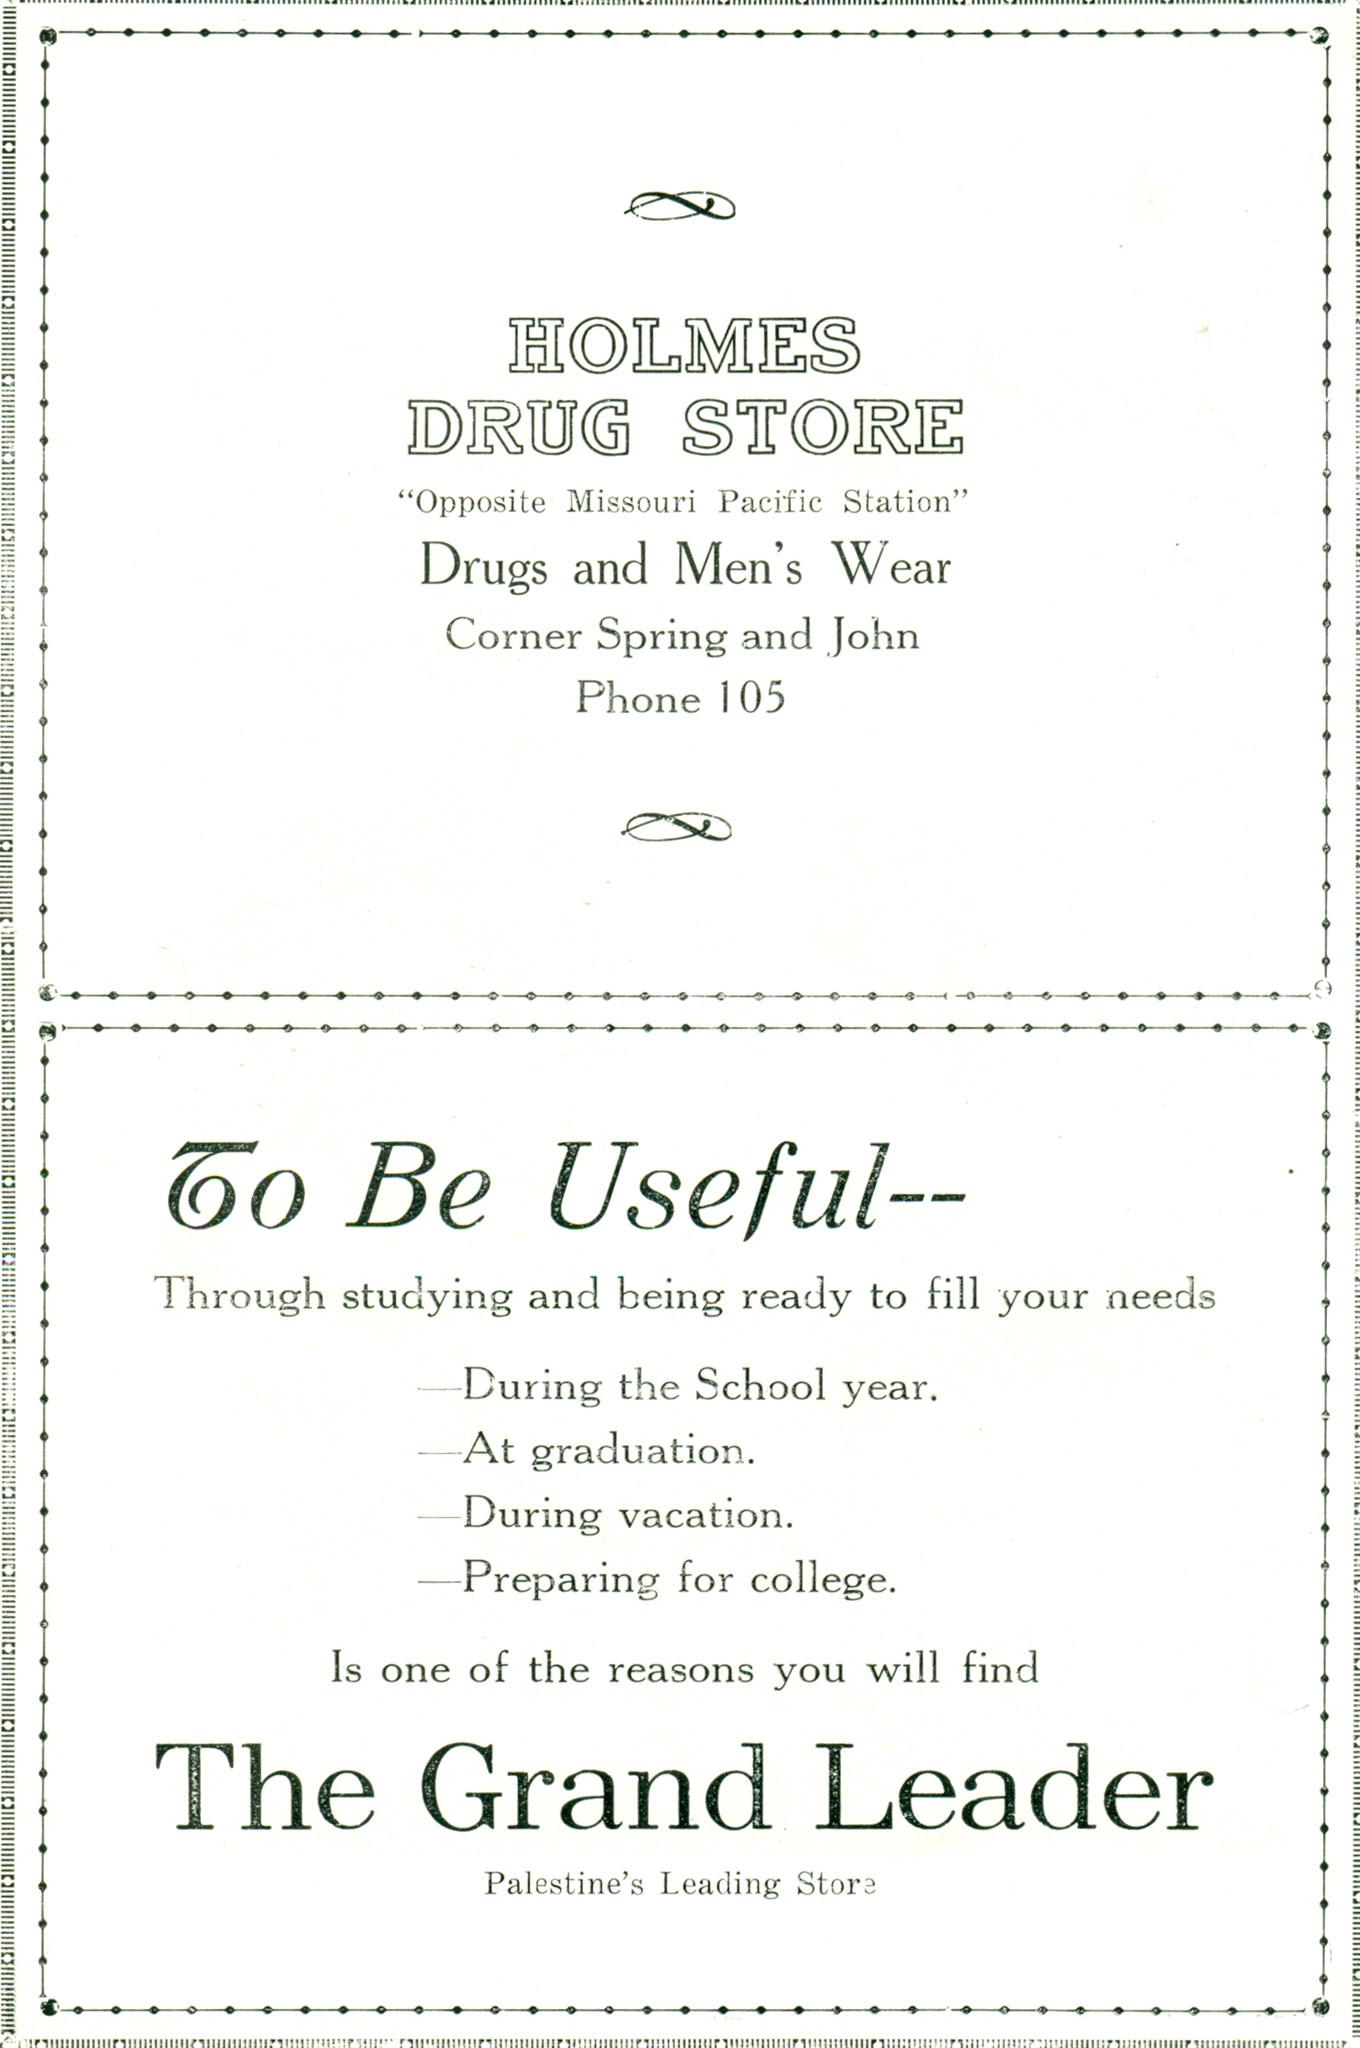 HOLMES
DRUG STORE
“Opposite Missouri Pacific Station”
Drugs and Men’s Wear
Corner Spring and John
Phone 105
To Be Useful--
Through studying and being ready to fill your needs
—During the School year.
—At graduation.
—During vacation.
—Preparing for college.
Is one of the reasons you will find
The Grand Leader
Palestine’s Leading Store